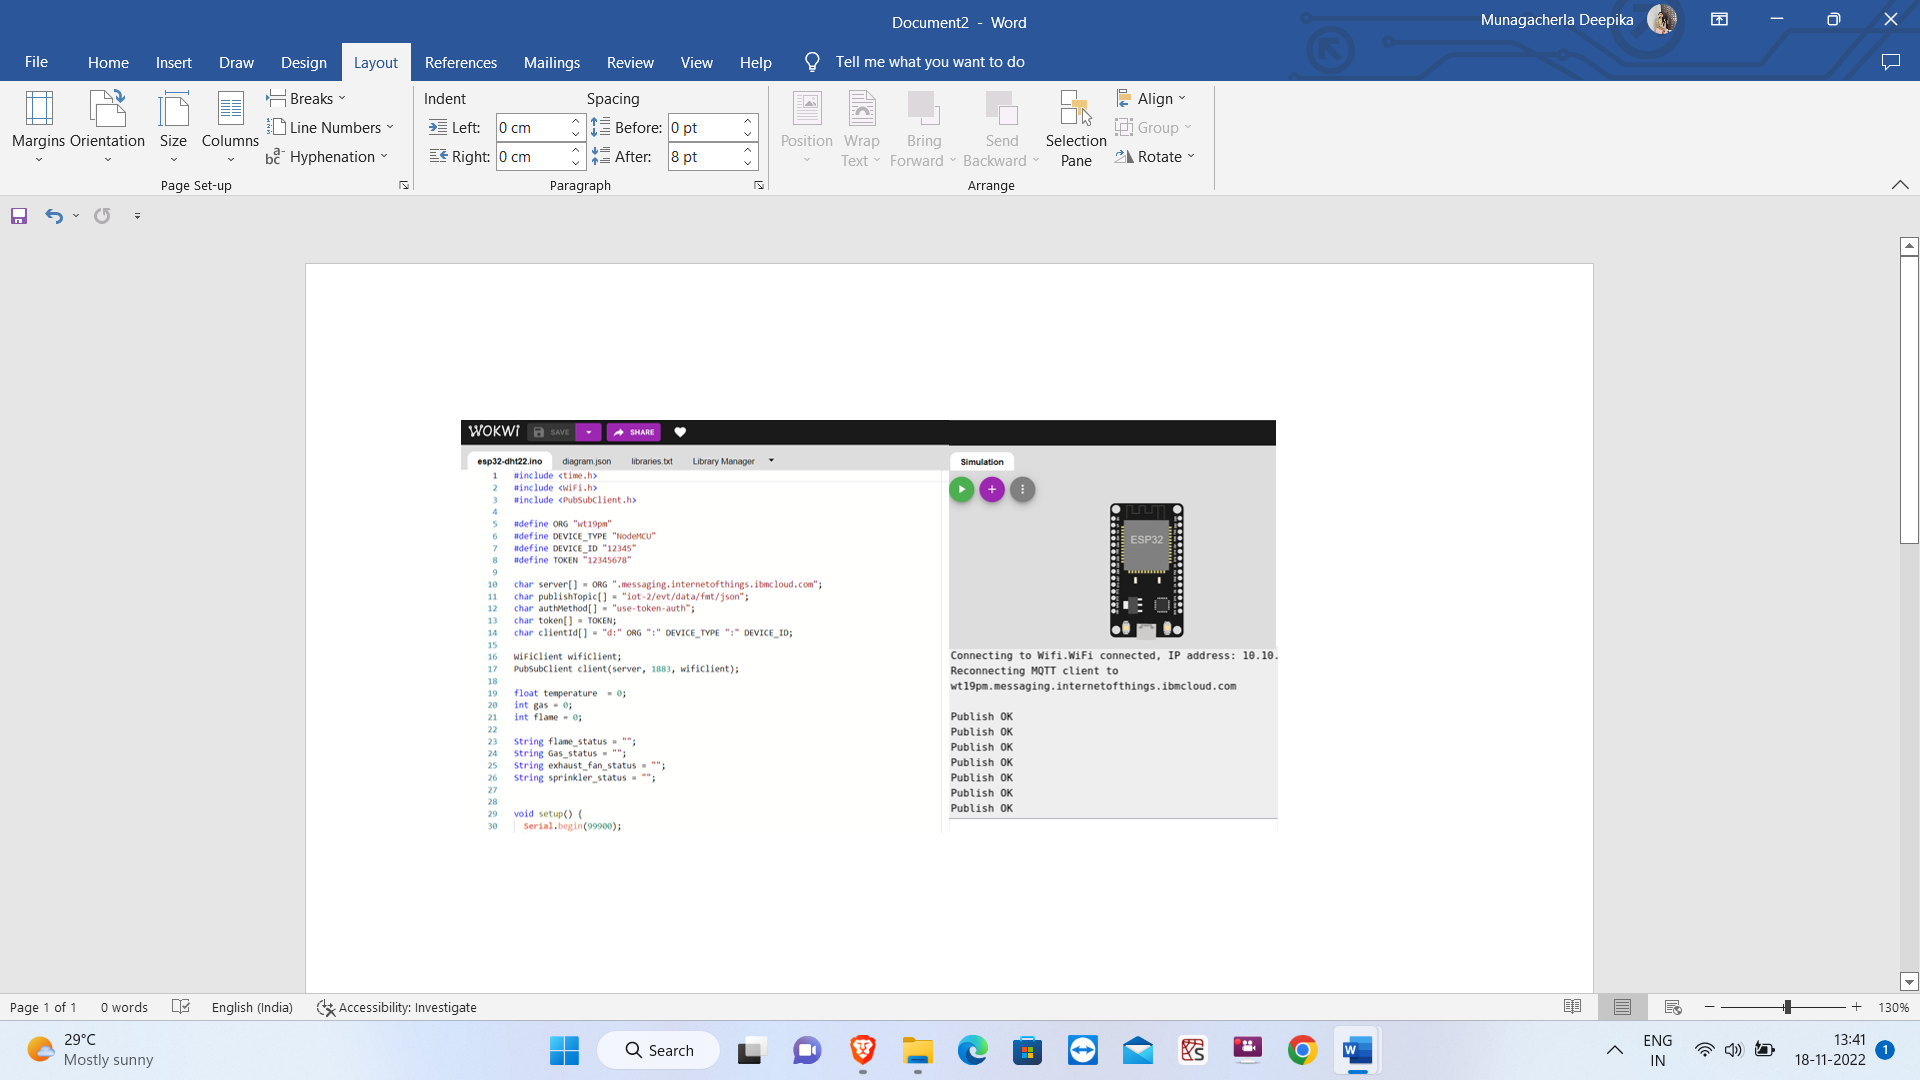 Document2 - Word
Munagacherla Deepika
File Home Insert Draw Design Layout References Mailings Review View Help Tell me what you want to do
Margins
Orientation
Size
Columns
Breaks
Line Numbers
Hyphenation
Page Set-up
Indent
Left: 0 cm
Right: 0 cm
Spacing
Before: 0 pt
After: 8 pt
Paragraph
Position
Wrap
Text
Bring
Forward
Send
Backward
Selection
Pane
Align
Group
Rotate
Arrange
WOKWI SAVE SHARE
esp32-dht22.ino diagram.json libraries.txt Library Manager
1 #include <time.h>
2 #include <WiFi.h>
3 #include <PubSubClient.h>
4
5 #define ORG "wt19pm"
6 #define DEVICE_TYPE "NodeMCU"
7 #define DEVICE_ID "12345"
8 #define TOKEN "12345678"
9
10 char server[] = ORG ".messaging.internetofthings.ibmcloud.com";
11 char publishTopic[] = "iot-2/evt/data/fmt/json";
12 char authMethod[] = "use-token-auth";
13 char token[] = TOKEN;
14 char clientId[] = "d:" ORG ":" DEVICE_TYPE ":" DEVICE_ID;
15
16 WiFiClient wifiClient;
17 PubSubClient client(server, 1883, wifiClient);
18
19 float temperature = 0;
20 int gas = 0;
21 int flame = 0;
22
23 String flame_status = "";
24 String Gas_status = "";
25 String exhaust_fan_status = "";
26 String sprinkler_status = "";
27
28
29 void setup() {
30 Serial.begin(99900);
Simulation
ESP32
Connecting to Wifi.WiFi connected, IP address: 10.10.
Reconnecting MQTT client to
wt19pm.messaging.internetofthings.ibmcloud.com
Publish OK
Publish OK
Publish OK
Publish OK
Publish OK
Publish OK
Publish OK
Page 1 of 1 0 words English (India) Accessibility: Investigate 130%
29°C
Mostly sunny
Search
ENG
IN
13:41
18-11-2022
1